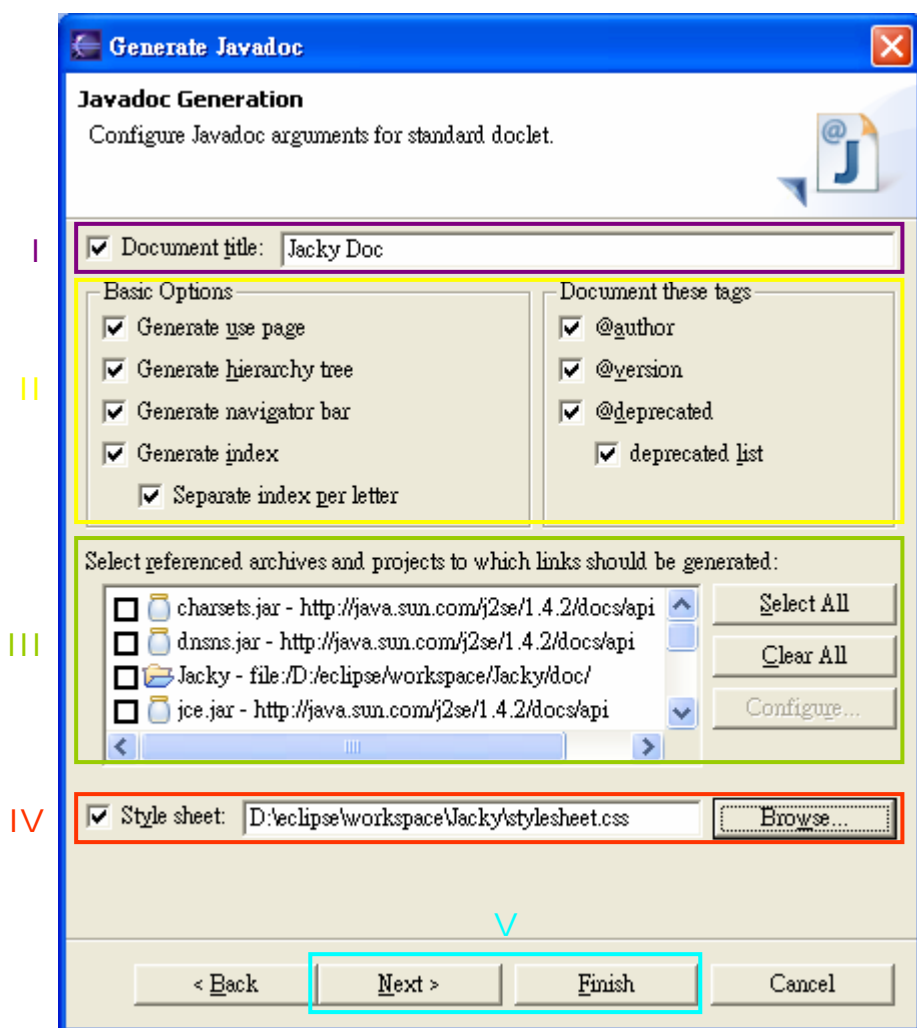 Generate Javadoc
Javadoc Generation
Configure Javadoc arguments for standard doclet.
@J
I
Document title: Jacky Doc
II
Basic Options
Generate use page
Generate hierarchy tree
Generate navigator bar
Generate index
Separate index per letter
Document these tags
@author
@version
@deprecated
deprecated list
III
Select referenced archives and projects to which links should be generated:
charsets.jar - http://java.sun.com/j2se/1.4.2/docs/api
dnsns.jar - http://java.sun.com/j2se/1.4.2/docs/api
Jacky - file:/D:/eclipse/workspace/Jacky/doc/
jce.jar - http://java.sun.com/j2se/1.4.2/docs/api
Select All
Clear All
Configure...
IV
Style sheet: D:\eclipse\workspace\Jacky\stylesheet.css Browse...
V
< Back Next > Finish Cancel